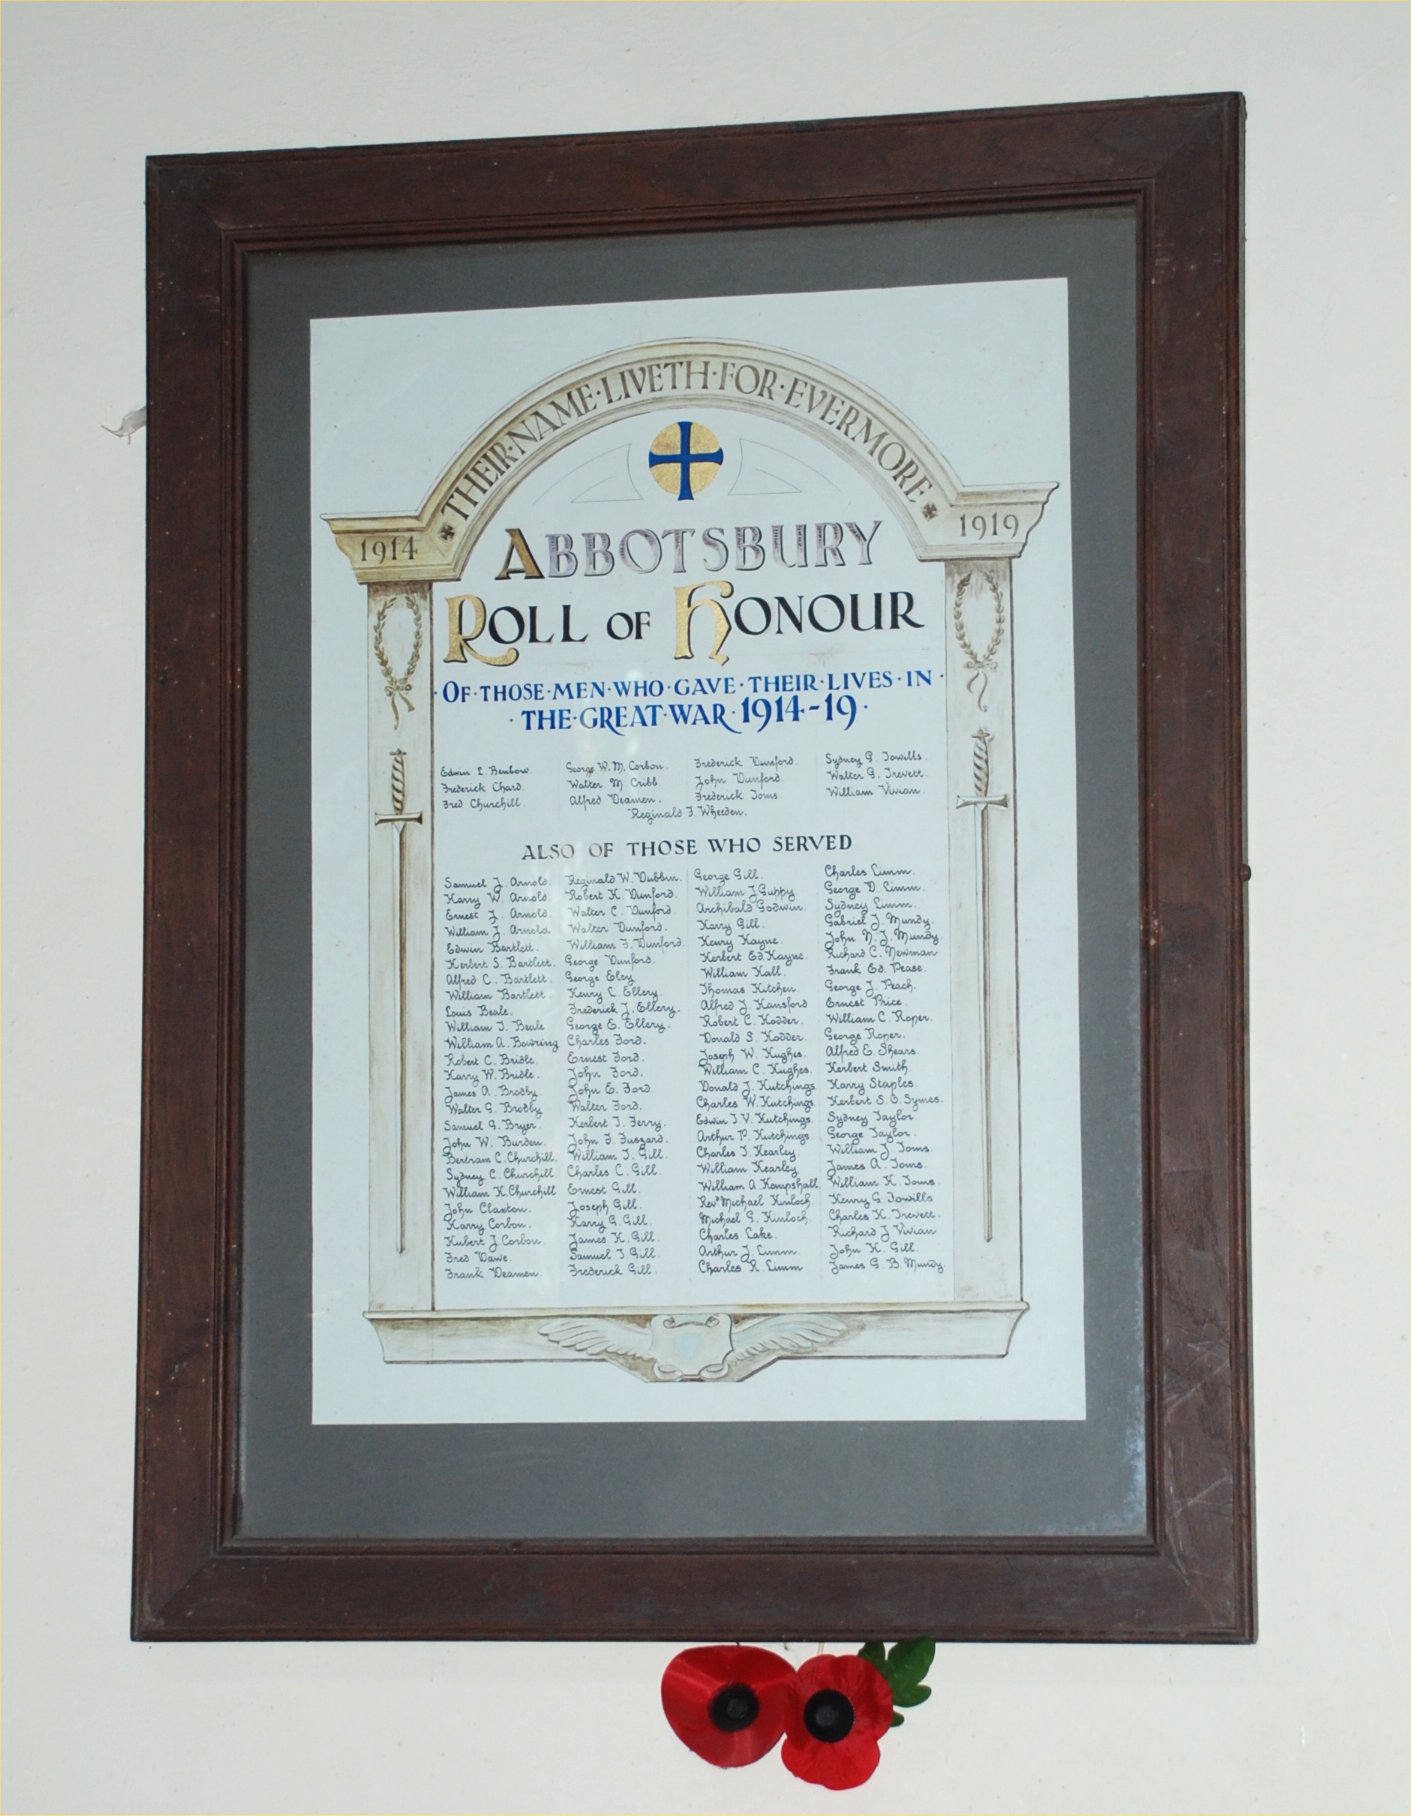 THEIR·NAME·LIVETH·FOR·EVERMORE
1914
1919
ABBOTSBURY
ROLL OF HONOUR
·OF·THOSE·MEN·WHO·GAVE·THEIR·LIVES·IN·
·THE·GREAT·WAR·1914-19·
Edwin L. Benbow.
Frederick Chard.
Fred Churchill.
George W. M. Corbon.
Walter M. Cribb.
Alfred Deamen.
Frederick Dunford.
John Dunford.
Frederick Toms.
Sydney G. Towills.
Walter G. Trevett.
William Vivian.
Reginald F. Wheeden.
ALSO OF THOSE WHO SERVED
Samuel J. Arnold.
Harry W. Arnold.
Ernest J. Arnold.
William J. Arnold
Edwin Bartlett.
Herbert S. Bartlett.
Alfred C. Bartlett.
William Bartlett.
Louis Beale.
William T. Beale
William A. Bowring
Robert C. Bridle.
Harry W. Bridle.
James A. Brodby.
Walter G. Brodby
Samuel G. Bryer.
John W. Burden.
Bertram C. Churchill.
Sydney C. Churchill.
William H. Churchill
John Claxton.
Harry Corbon.
Hubert J. Corbon.
Fred Dawe.
Frank Deamen.
Reginald W. Dubbin.
Robert H. Dunford.
Walter C. Dunford.
Walter Dunford.
William F. Dunford.
George Dunford.
George Eley
Henry L. Ellery.
Frederick J. Ellery.
George E. Ellery.
Charles Ford.
Ernest Ford.
John Ford.
John E. Ford.
Walter Ford.
Herbert T. Ferry.
John F. Fuszard.
William T. Gill.
Charles C. Gill.
Ernest Gill.
Joseph Gill.
Harry G. Gill.
James H. Gill.
Samuel T. Gill.
Frederick Gill.
George Gill.
William J Guppy
Archibald Godwin
Harry Gill.
Henry Hayne.
Herbert Ed. Hayne.
William Hall.
Thomas Hitchen.
Alfred J. Hansford
Robert C. Hodder.
Donald S. Hodder.
Joseph W. Hughes.
William C. Hughes.
Donald J. Hutchings
Charles W. Hutchings.
Edwin T. V. Hutchings.
Arthur P. Hutchings.
Charles T. Kearley.
William Kearley
William A. Kempshall
Revd Michael Kinloch.
Michael G. Kinloch.
Charles Lake.
Arthur J. Limm.
Charles R. Limm
Charles Limm.
George D. Limm.
Sydney Limm.
Gabriel J. Mundy.
John N. J. Mundy.
Richard C. Newman
Frank Ed. Pease.
George J. Peach.
Ernest Price.
William C. Roper.
George Roper.
Alfred E Shears.
Herbert Smith.
Harry Staples.
Herbert S. O. Symes.
Sydney Taylor.
George Taylor.
William J. Toms.
James A. Toms.
William H. Toms.
Henry G Towills
Charles H. Trevett.
Richard J Vivian
John H. Gill.
James G. B. Mundy.